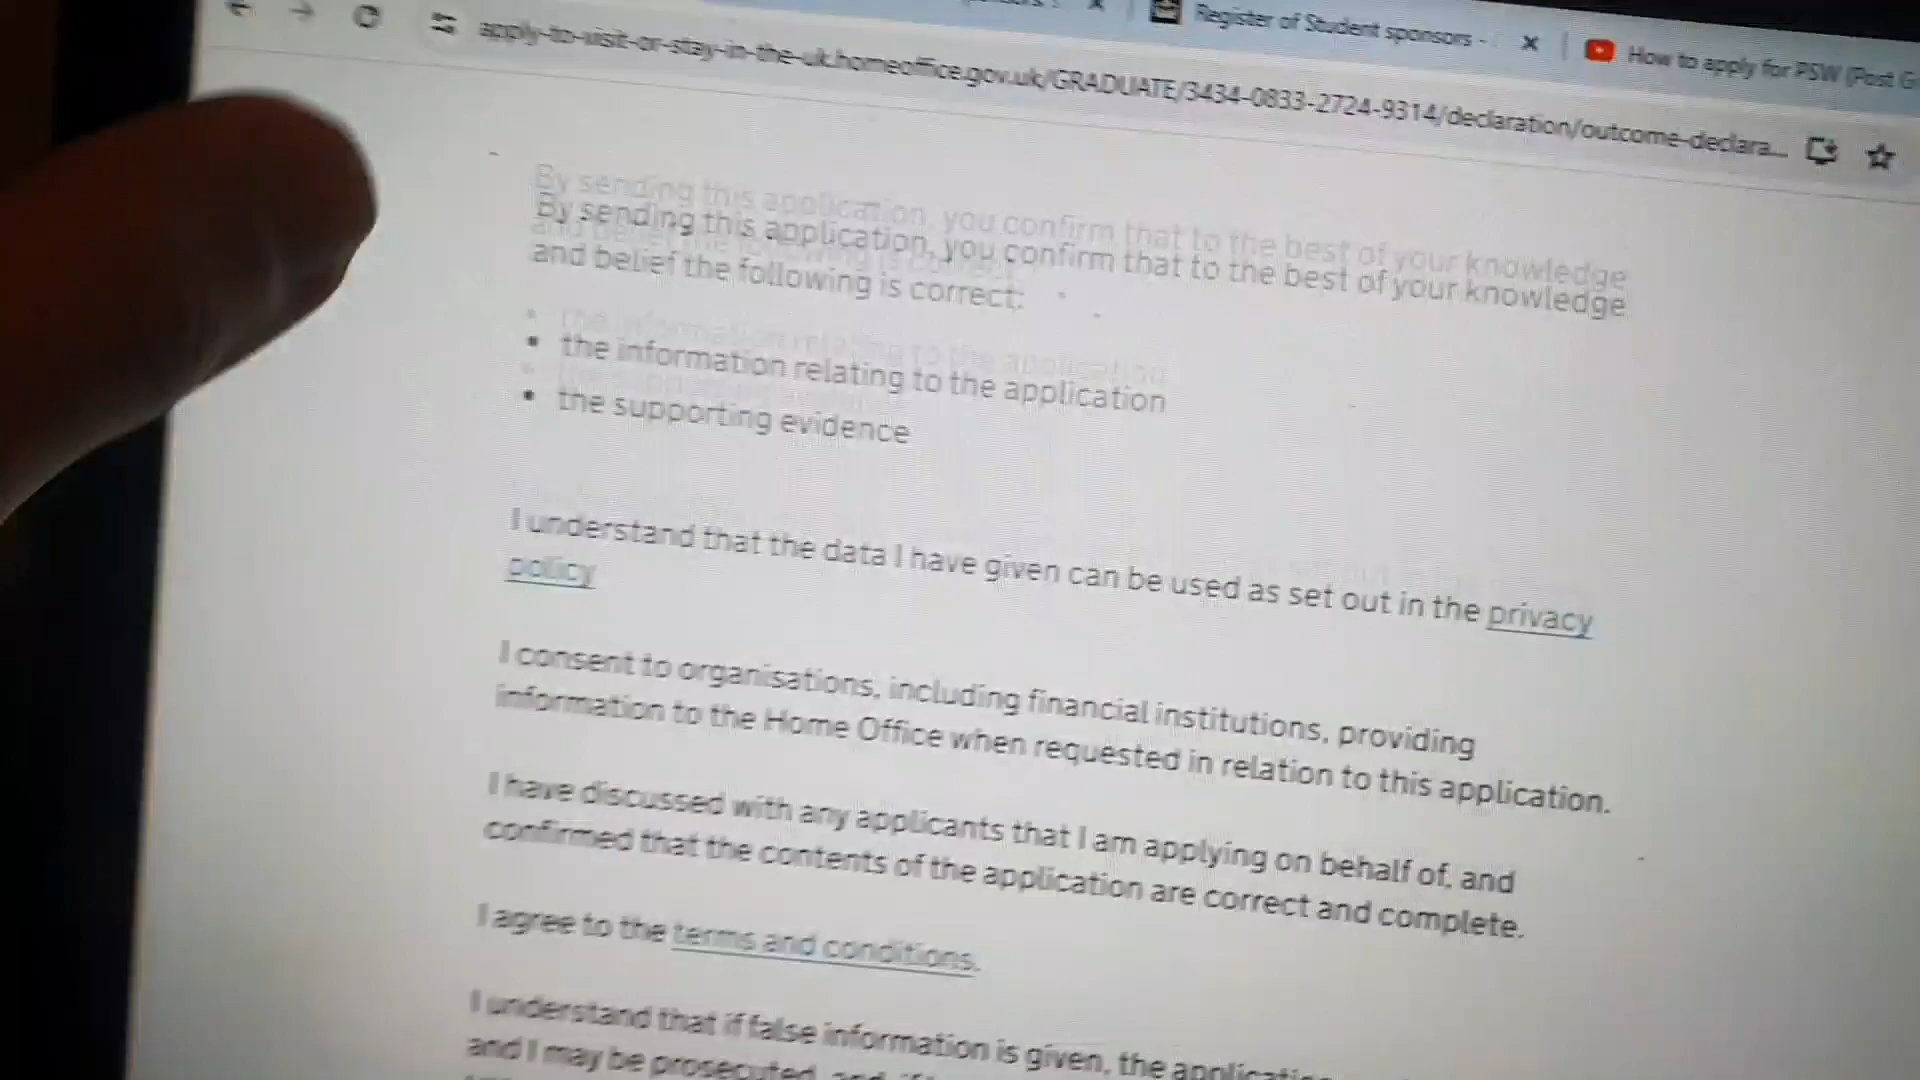 Register of Student sponsors -
How to apply for PSW (Post G
apply-to-visit-or-stay-in-the-uk.homeoffice.gov.uk/GRADUATE/3434-0833-2724-9314/declaration/outcome-declara...
By sending this application, you confirm that to the best of your knowledge
and belief the following is correct:
• the information relating to the application
• the supporting evidence
I understand that the data I have given can be used as set out in the privacy
policy
I consent to organisations, including financial institutions, providing
information to the Home Office when requested in relation to this application.
I have discussed with any applicants that I am applying on behalf of, and
confirmed that the contents of the application are correct and complete.
I agree to the terms and conditions.
I understand that if false information is given, the
and I may be prosecuted